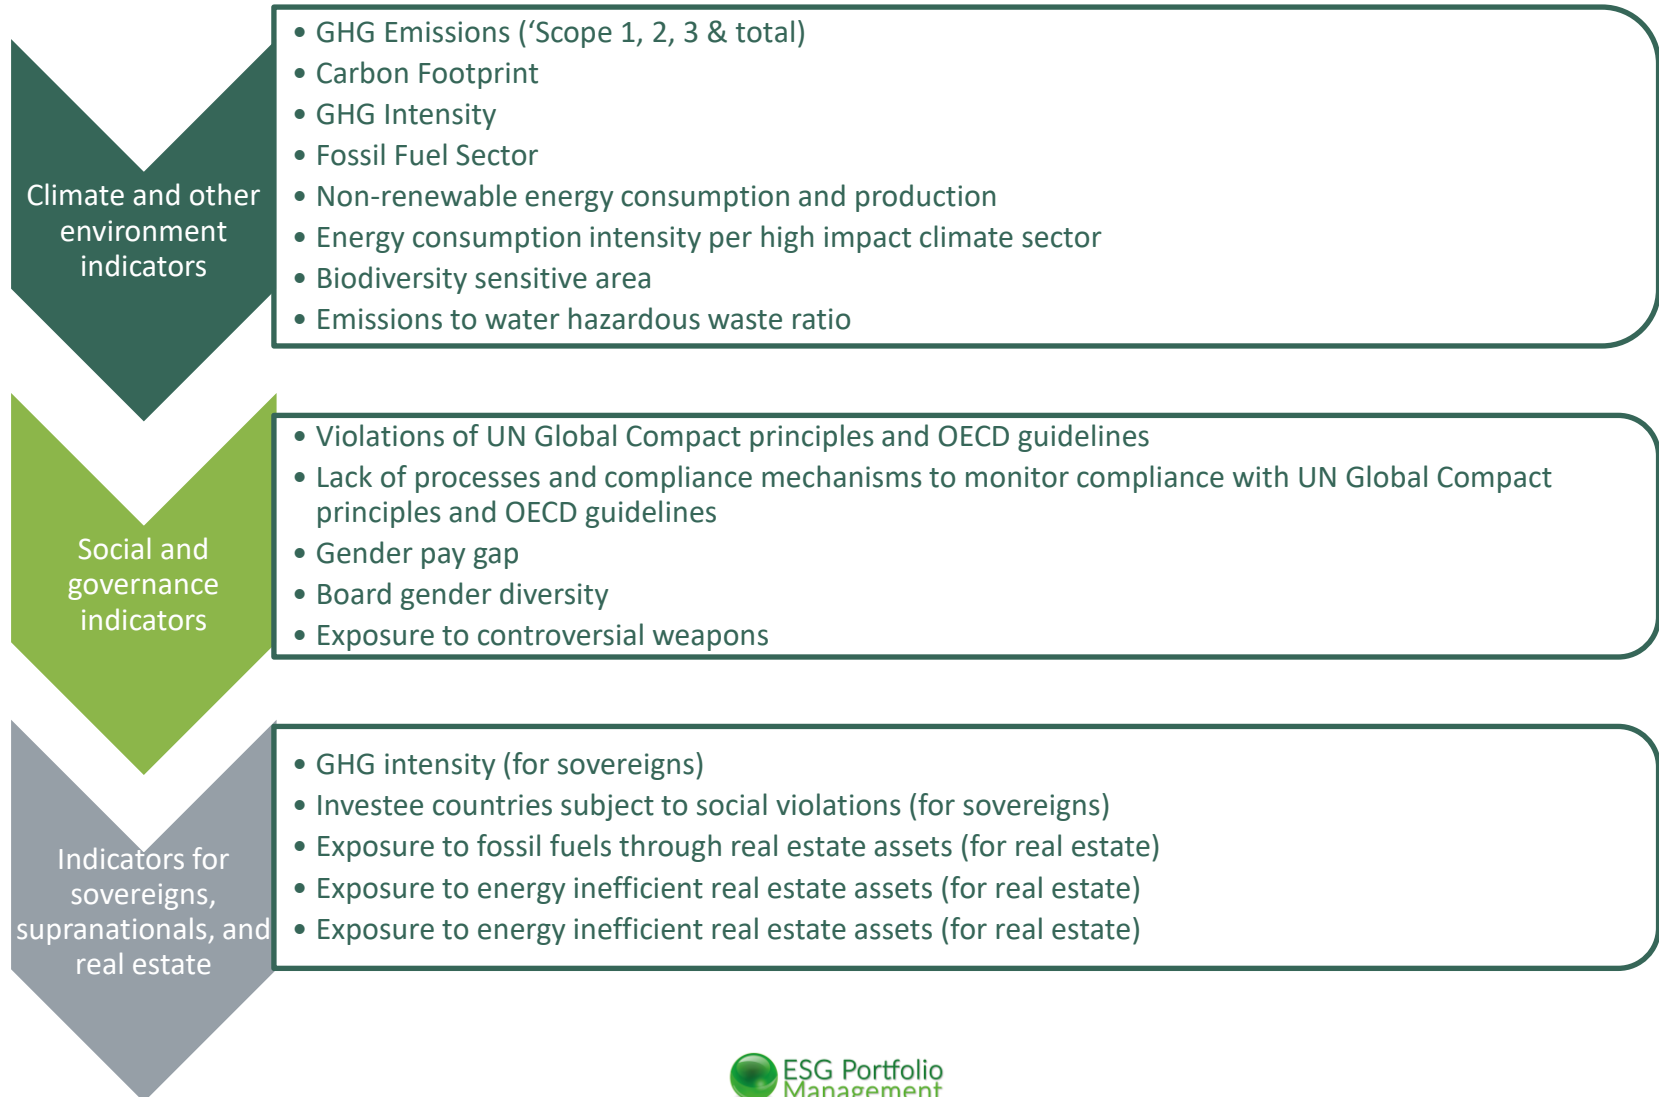 • GHG Emissions (‘Scope 1, 2, 3 & total)
• Carbon Footprint
• GHG Intensity
• Fossil Fuel Sector
• Non-renewable energy consumption and production
• Energy consumption intensity per high impact climate sector
• Biodiversity sensitive area
• Emissions to water hazardous waste ratio
Climate and other
environment
indicators
• Violations of UN Global Compact principles and OECD guidelines
• Lack of processes and compliance mechanisms to monitor compliance with UN Global Compact
principles and OECD guidelines
• Gender pay gap
• Board gender diversity
• Exposure to controversial weapons
Social and
governance
indicators
• GHG intensity (for sovereigns)
• Investee countries subject to social violations (for sovereigns)
• Exposure to fossil fuels through real estate assets (for real estate)
• Exposure to energy inefficient real estate assets (for real estate)
• Exposure to energy inefficient real estate assets (for real estate)
Indicators for
sovereigns,
supranationals, and
real estate
ESG Portfolio
Management